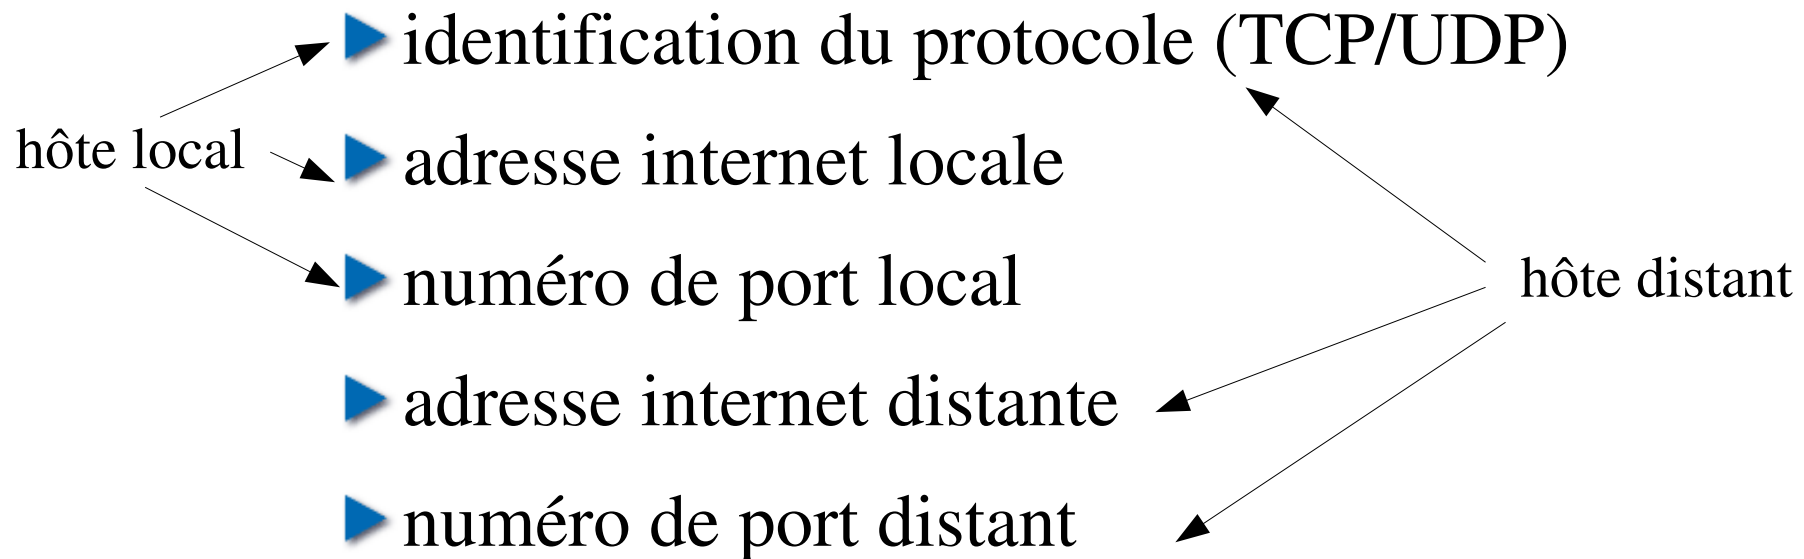 identification du protocole (TCP/UDP)
hôte local
adresse internet locale
numéro de port local
hôte distant
adresse internet distante
numéro de port distant